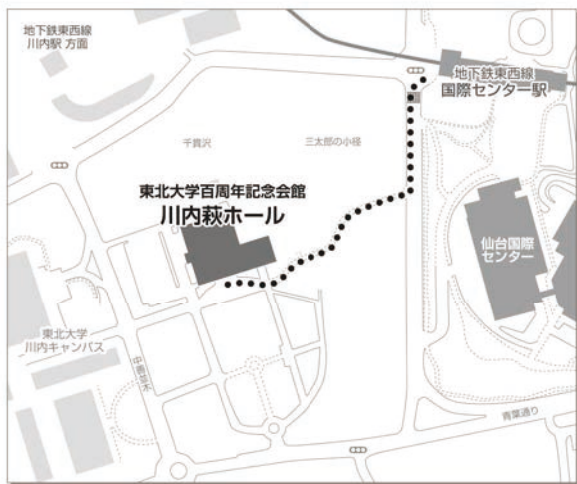 地下鉄東西線
川内駅 方面
地下鉄東西線
国際センター駅
千貫沢
三太郎の小径
東北大学百周年記念会館
川内萩ホール
仙台国際
センター
東北大学
川内キャンパス
中善並木
青葉通り